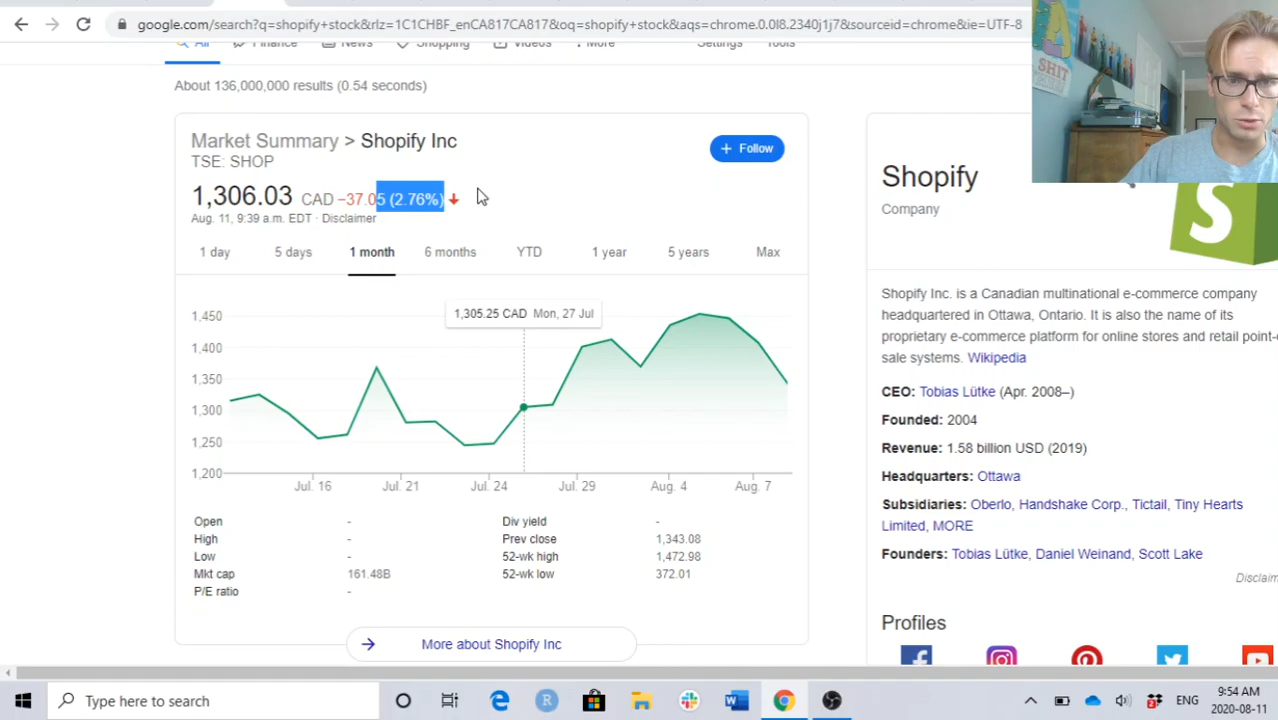 google.com/search?q=shopify+stock&rlz=1C1CHBF_enCA817CA817&oq=shopify+stock&aqs=chrome.0.0l8.2340j1j7&sourceid=chrome&ie=UTF-8
All Finance News Shopping Videos More Settings Tools
About 136,000,000 results (0.54 seconds)
Market Summary > Shopify Inc
TSE: SHOP
+ Follow
1,306.03 CAD −37.05 (2.76%)
Aug. 11, 9:39 a.m. EDT · Disclaimer
1 day 5 days 1 month 6 months YTD 1 year 5 years Max
1,305.25 CAD Mon, 27 Jul
1,450
1,400
1,350
1,300
1,250
1,200
Jul. 16 Jul. 21 Jul. 24 Jul. 29 Aug. 4 Aug. 7
Open - Div yield -
High - Prev close 1,343.08
Low - 52-wk high 1,472.98
Mkt cap 161.48B 52-wk low 372.01
P/E ratio -
More about Shopify Inc
SHIT
Shopify
Company
S
Shopify Inc. is a Canadian multinational e-commerce company
headquartered in Ottawa, Ontario. It is also the name of its
proprietary e-commerce platform for online stores and retail point-
sale systems. Wikipedia
CEO: Tobias Lütke (Apr. 2008–)
Founded: 2004
Revenue: 1.58 billion USD (2019)
Headquarters: Ottawa
Subsidiaries: Oberlo, Handshake Corp., Tictail, Tiny Hearts
Limited, MORE
Founders: Tobias Lütke, Daniel Weinand, Scott Lake
Profiles
Type here to search
ENG
9:54 AM
2020-08-11